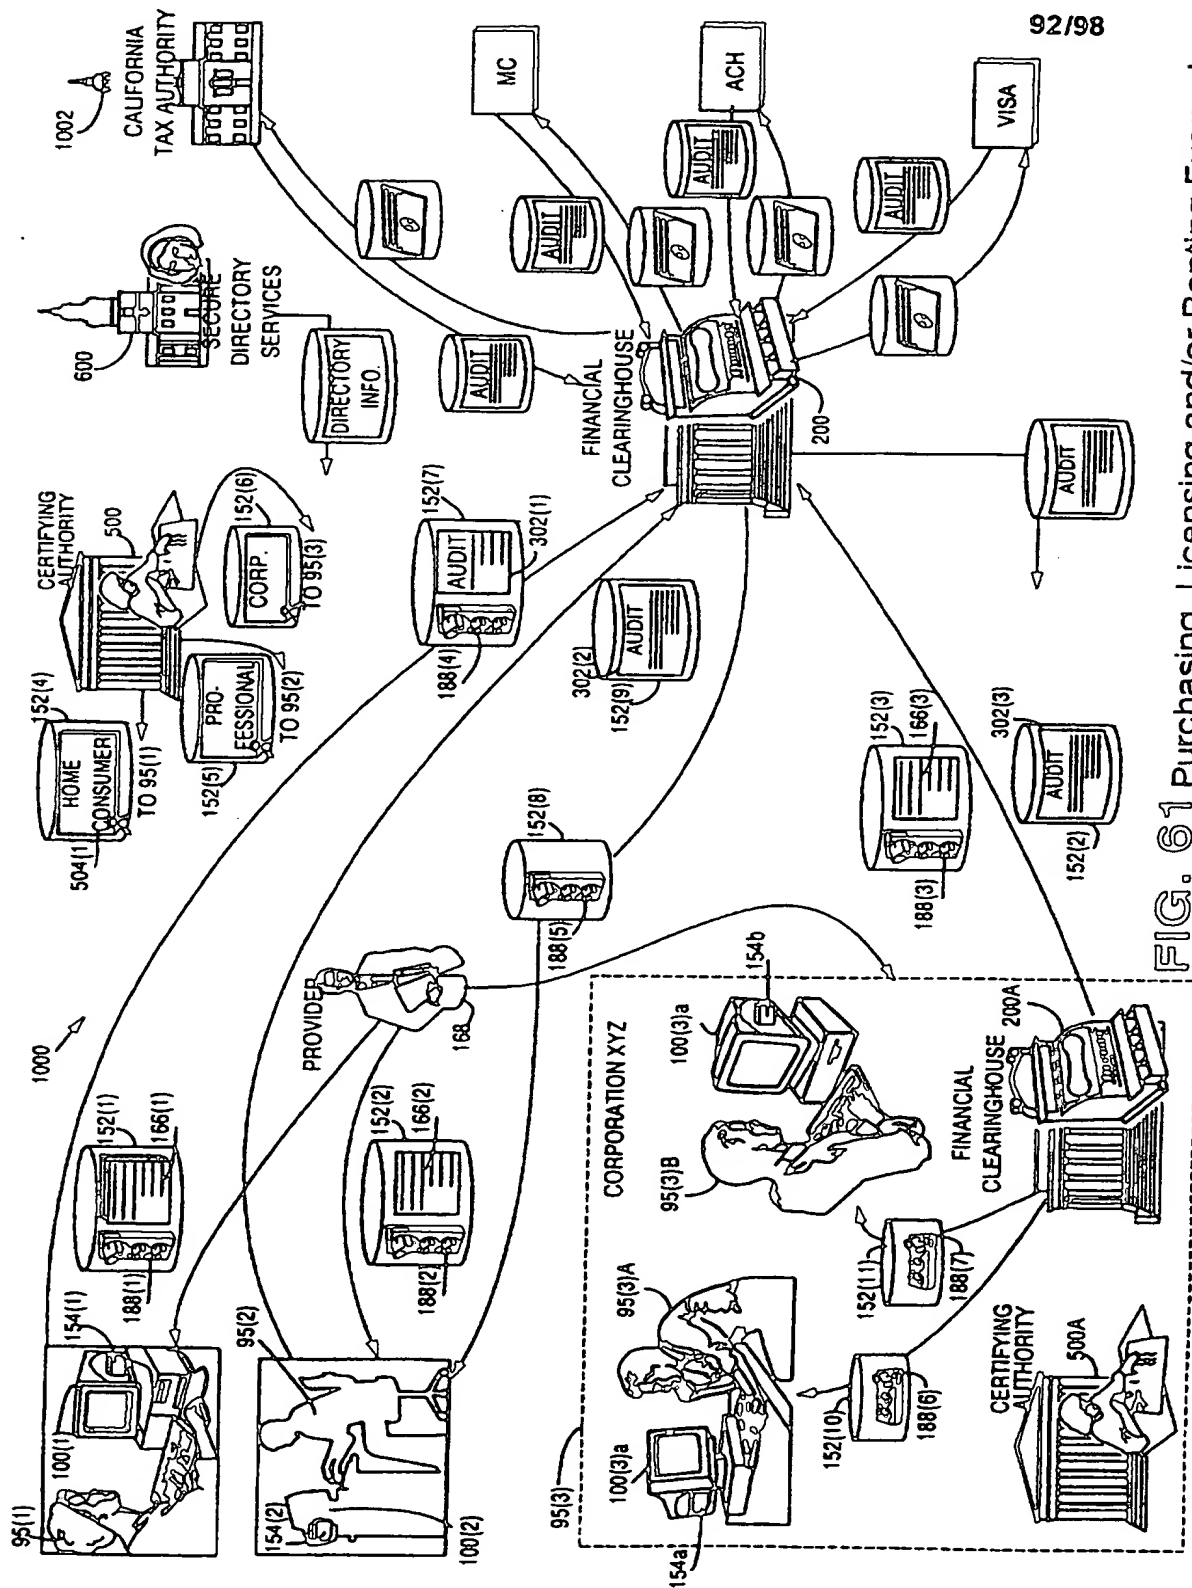 92/98
1002
CALIFORNIA
TAX AUTHORITY
MC
ACH
VISA
AUDIT
AUDIT
AUDIT
AUDIT
600
SECURE
DIRECTORY
SERVICES
DIRECTORY
INFO.
FINANCIAL
CLEARINGHOUSE
200
AUDIT
CERTIFYING
AUTHORITY
500
152(4)
HOME
CONSUMER
504(1)
TO 95(1)
152(5)
PRO-
FESSIONAL
TO 95(2)
152(6)
CORP.
TO 95(3)
152(7)
AUDIT
302(1)
188(4)
302(2)
152(9)
AUDIT
152(8)
188(5)
152(3)
166(3)
188(3)
302(3)
AUDIT
152(2)
1000
PROVIDER
168
152(1)
166(1)
188(1)
152(2)
166(2)
188(2)
95(1)
100(1)
154(1)
95(2)
154(2)
100(2)
95(3)
CORPORATION XYZ
100(3)a
154b
95(3)B
95(3)A
100(3)a
154a
FINANCIAL
CLEARINGHOUSE
200A
152(11)
188(7)
152(10)
188(6)
CERTIFYING
AUTHORITY
500A
FIG. 61 Purchasing, Licensing and/or Renting Example